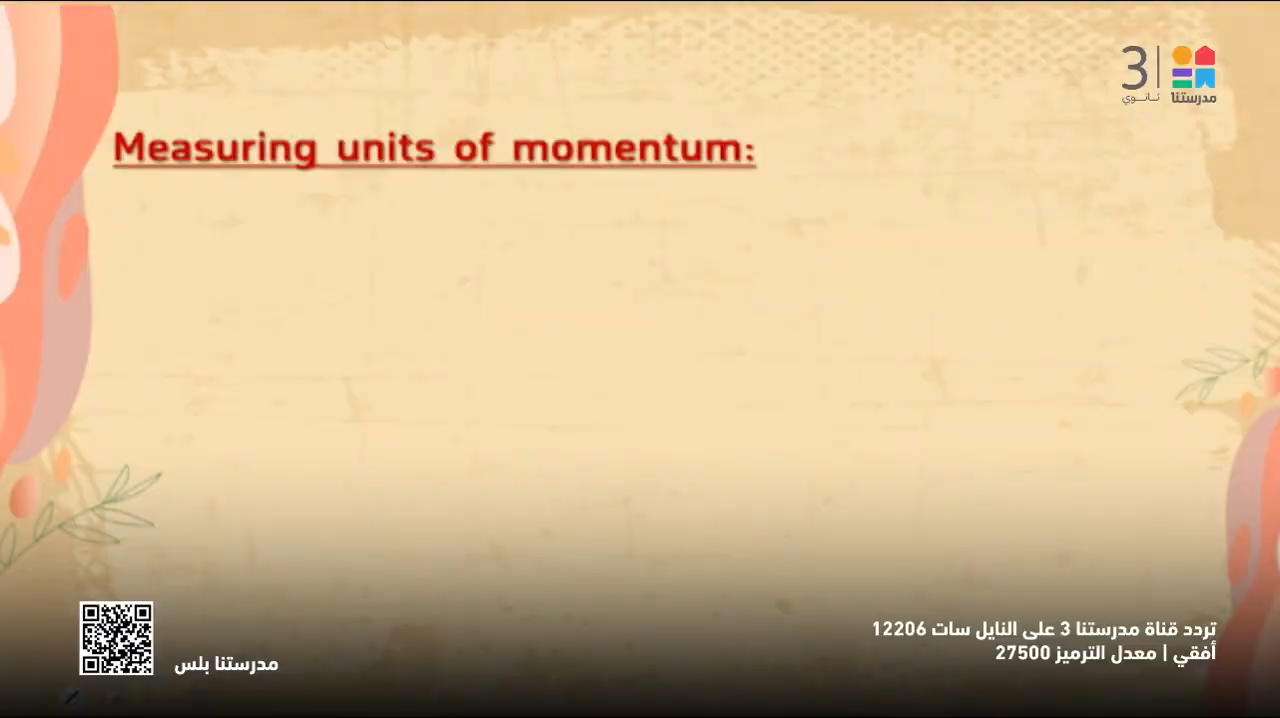 3
ثانوي
مدرستنا
Measuring units of momentum:
تردد قناة مدرستنا 3 على النايل سات 12206
أفقي | معدل الترميز 27500
مدرستنا بلس